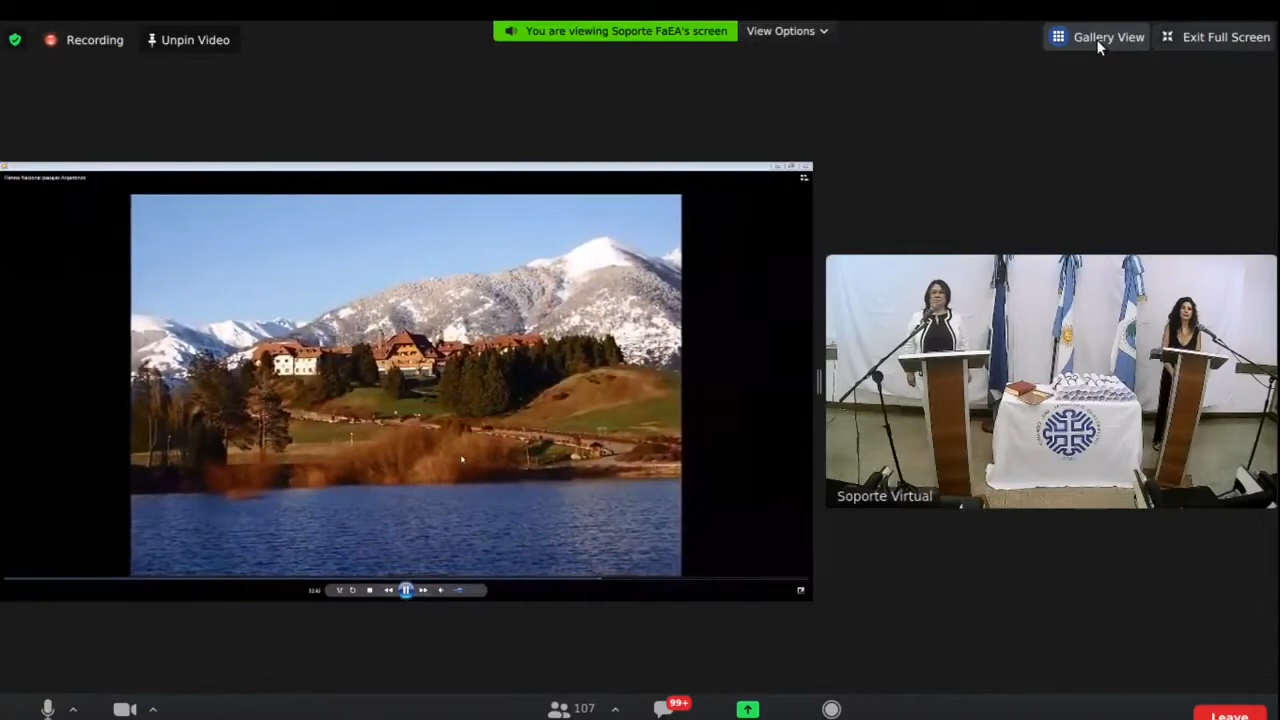 Recording
Unpin Video
You are viewing Soporte FaEA's screen
View Options
Gallery View
Exit Full Screen
Soporte Virtual
107
99+
Leave